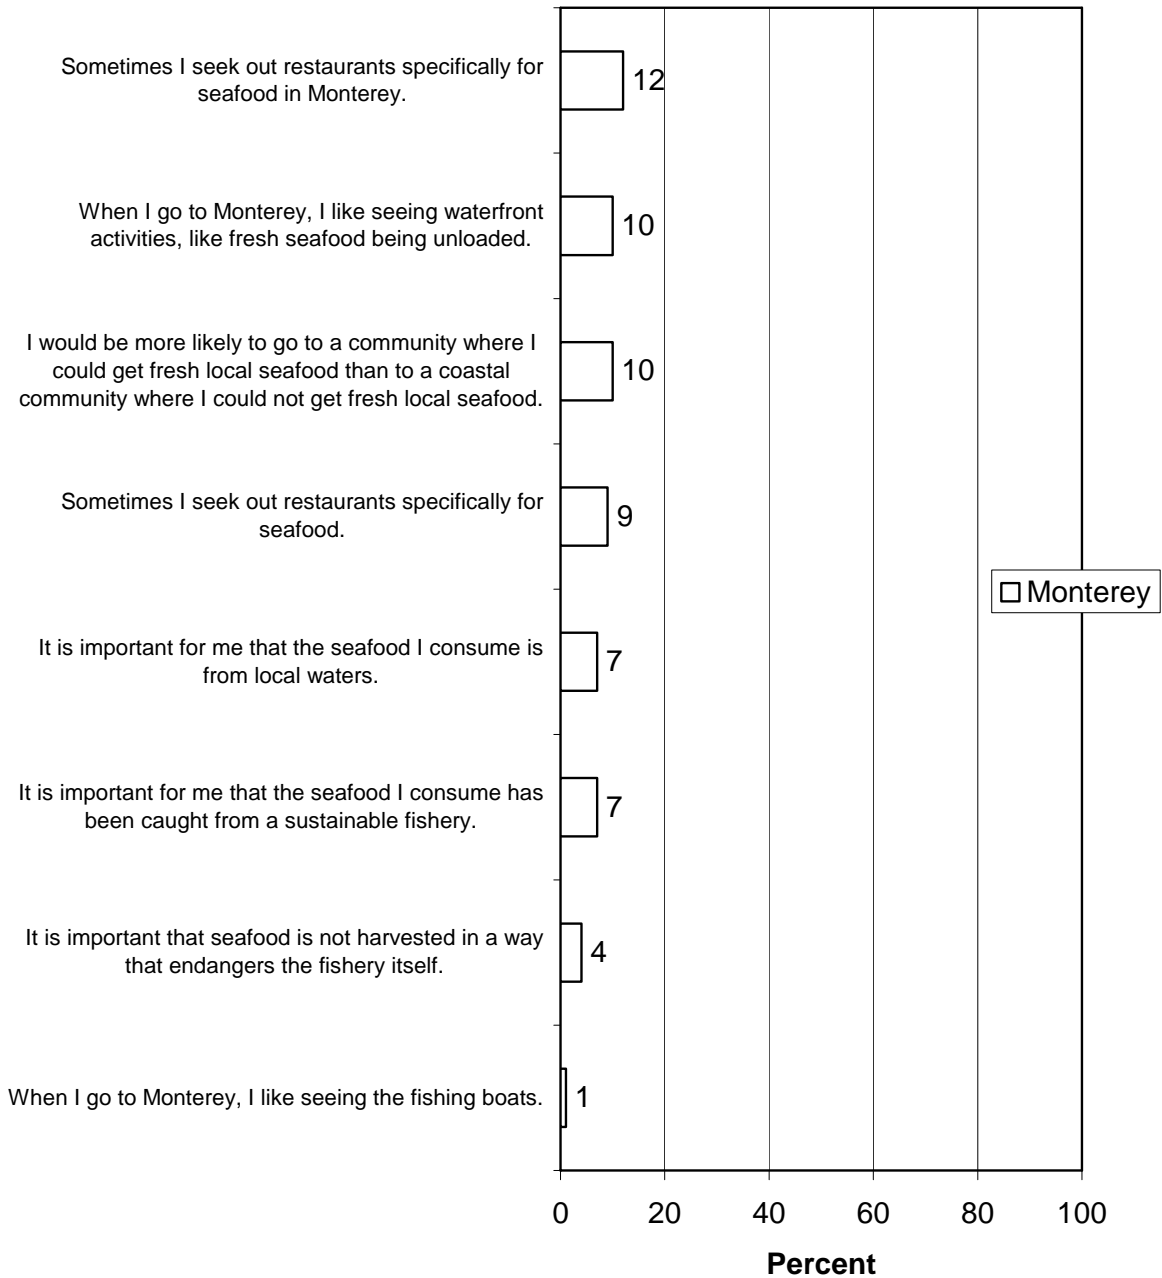 Sometimes I seek out restaurants specifically for
seafood in Monterey.
12
When I go to Monterey, I like seeing waterfront
activities, like fresh seafood being unloaded.
10
I would be more likely to go to a community where I
could get fresh local seafood than to a coastal
community where I could not get fresh local seafood.
10
Sometimes I seek out restaurants specifically for
seafood.
9
Monterey
It is important for me that the seafood I consume is
from local waters.
7
It is important for me that the seafood I consume has
been caught from a sustainable fishery.
7
It is important that seafood is not harvested in a way
that endangers the fishery itself.
4
When I go to Monterey, I like seeing the fishing boats.
1
0 20 40 60 80 100
Percent